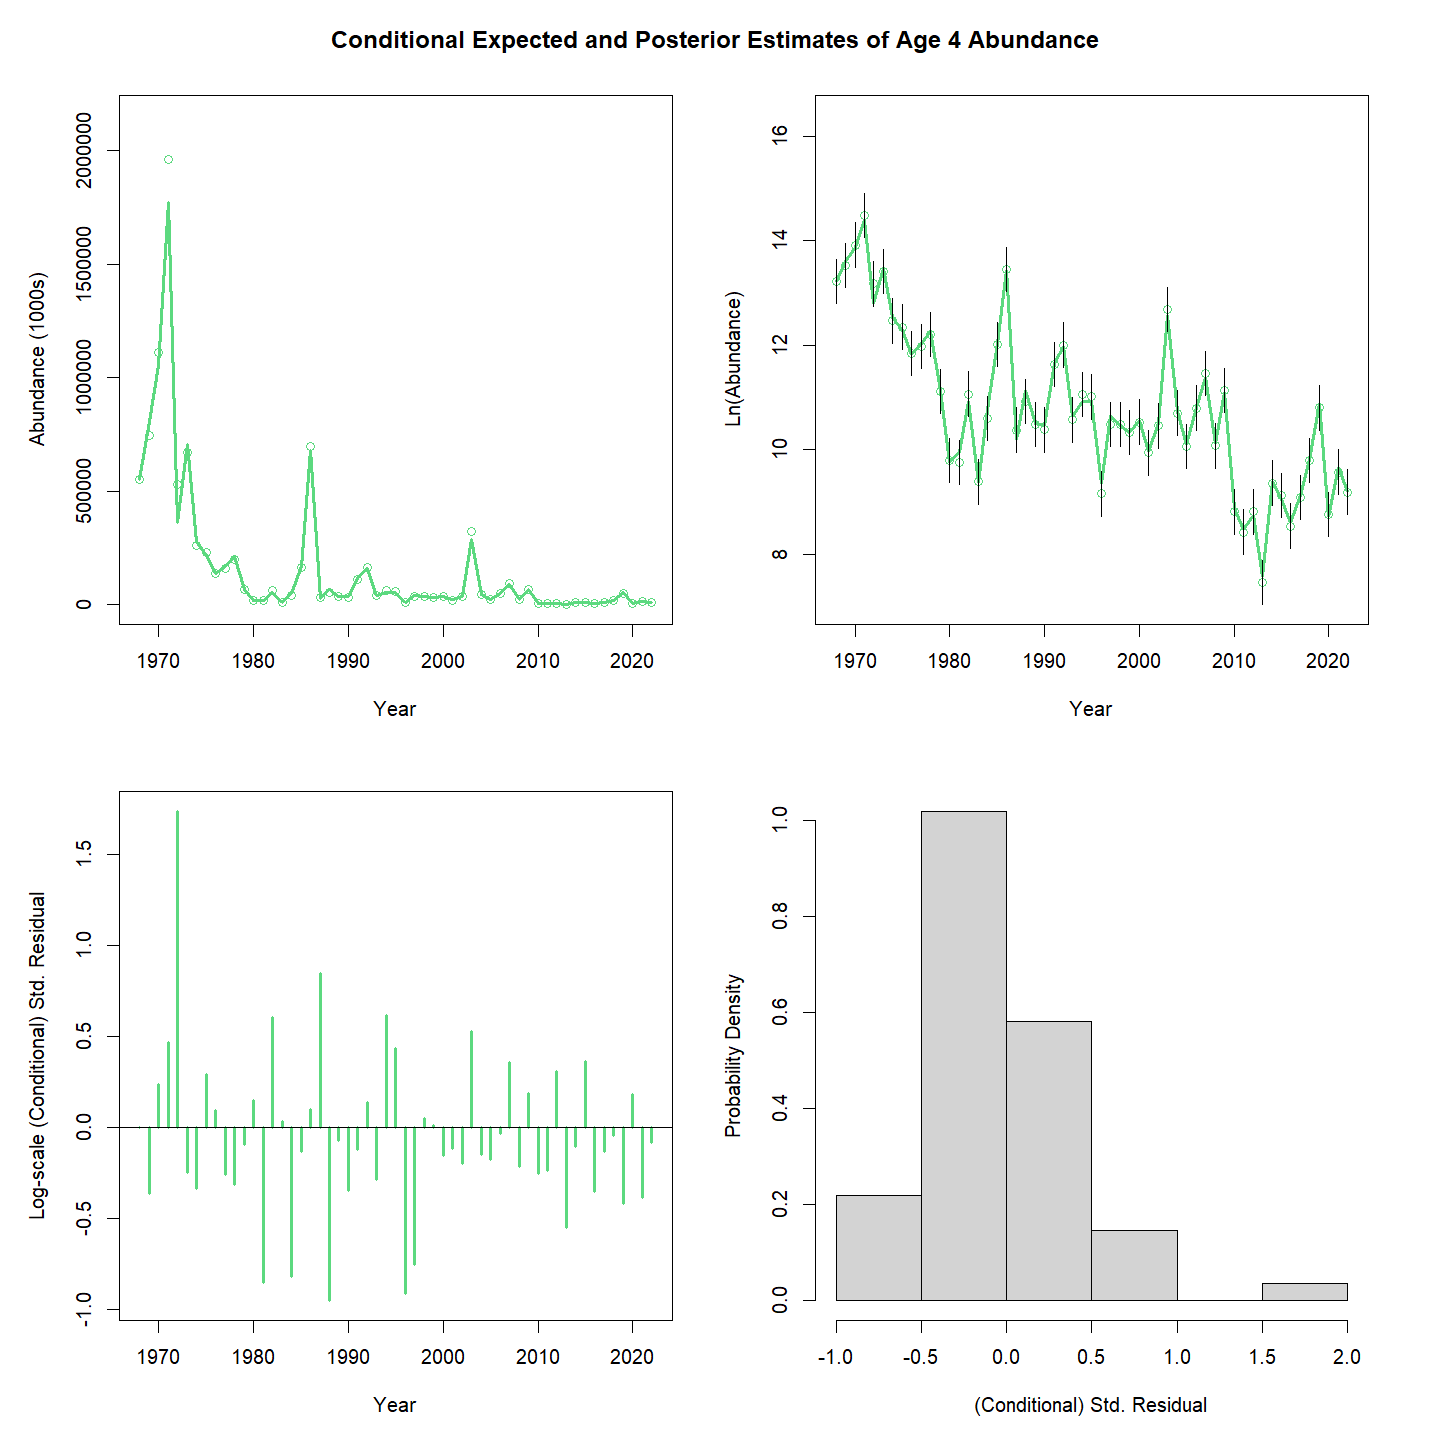 Conditional Expected and Posterior Estimates of Age 4 Abundance
Abundance (1000s)
0
500000
1000000
1500000
2000000
1970 1980 1990 2000 2010 2020
Year
Ln(Abundance)
8
10
12
14
16
1970 1980 1990 2000 2010 2020
Year
Log-scale (Conditional) Std. Residual
-1.0
-0.5
0.0
0.5
1.0
1.5
1970 1980 1990 2000 2010 2020
Year
Probability Density
0.0
0.2
0.4
0.6
0.8
1.0
-1.0 -0.5 0.0 0.5 1.0 1.5 2.0
(Conditional) Std. Residual